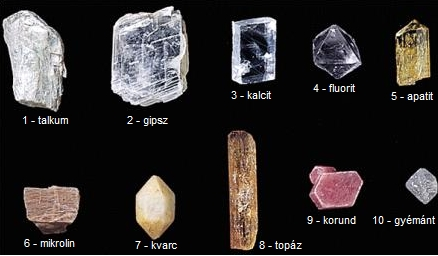 1 - talkum
2 - gipsz
3 - kalcit
4 - fluorit
5 - apatit
6 - mikrolin
7 - kvarc
8 - topáz
9 - korund
10 - gyémánt